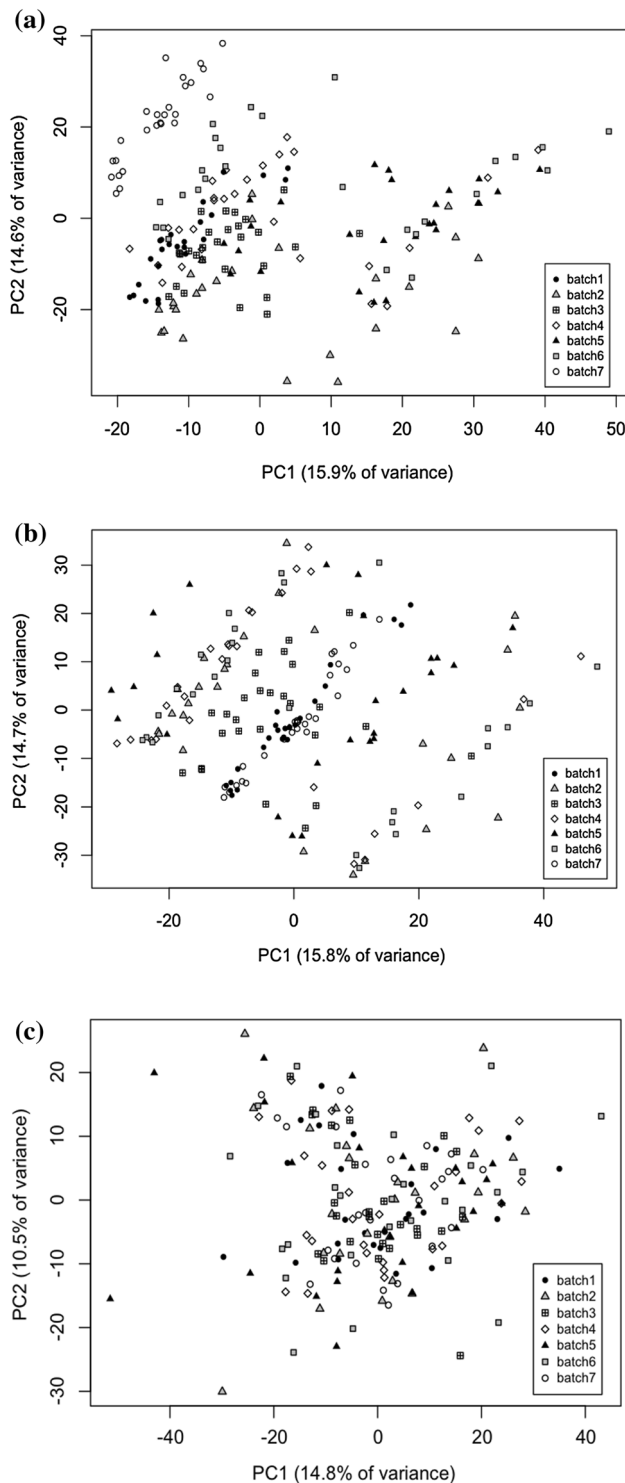 (a)
40
20
0
-20
PC2 (14.6% of variance)
batch1
batch2
batch3
batch4
batch5
batch6
batch7
-20 -10 0 10 20 30 40 50
PC1 (15.9% of variance)
(b)
30
20
10
0
-10
-20
-30
PC2 (14.7% of variance)
batch1
batch2
batch3
batch4
batch5
batch6
batch7
-20 0 20 40
PC1 (15.8% of variance)
(c)
20
10
0
-10
-20
-30
PC2 (10.5% of variance)
batch1
batch2
batch3
batch4
batch5
batch6
batch7
-40 -20 0 20 40
PC1 (14.8% of variance)